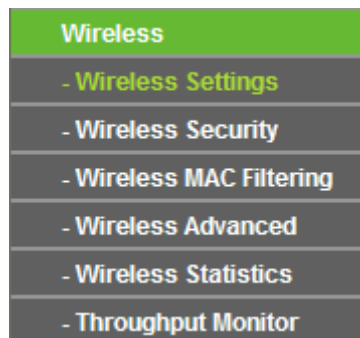 Wireless
- Wireless Settings
- Wireless Security
- Wireless MAC Filtering
- Wireless Advanced
- Wireless Statistics
- Throughput Monitor